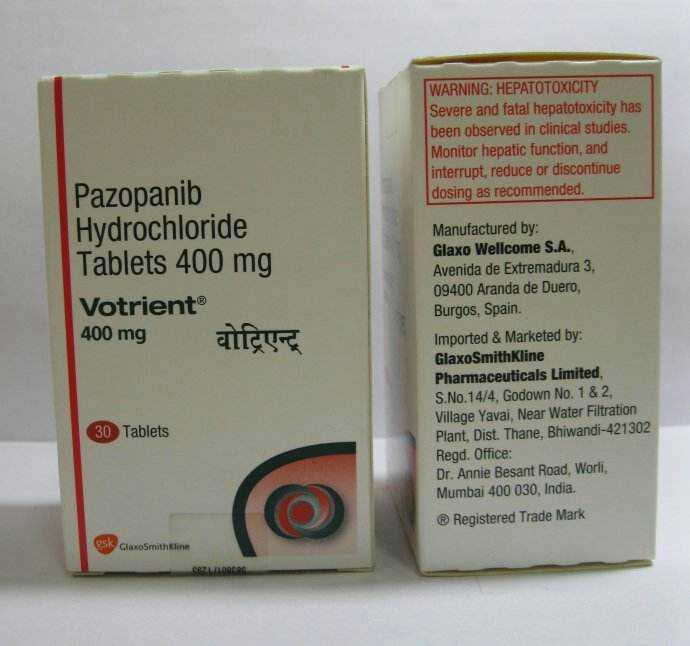 Pazopanib
Hydrochloride
Tablets 400 mg
Votrient®
400 mg
वोट्रिएन्ट्
30 Tablets
gsk GlaxoSmithKline
WARNING: HEPATOTOXICITY
Severe and fatal hepatotoxicity has
been observed in clinical studies.
Monitor hepatic function, and
interrupt, reduce or discontinue
dosing as recommended.
Manufactured by:
Glaxo Wellcome S.A.,
Avenida de Extremadura 3,
09400 Aranda de Duero,
Burgos, Spain.
Imported & Marketed by:
GlaxoSmithKline
Pharmaceuticals Limited,
S.No.14/4, Godown No. 1 & 2,
Village Yavai, Near Water Filtration
Plant, Dist. Thane, Bhiwandi-421302
Regd. Office:
Dr. Annie Besant Road, Worli,
Mumbai 400 030, India.
® Registered Trade Mark